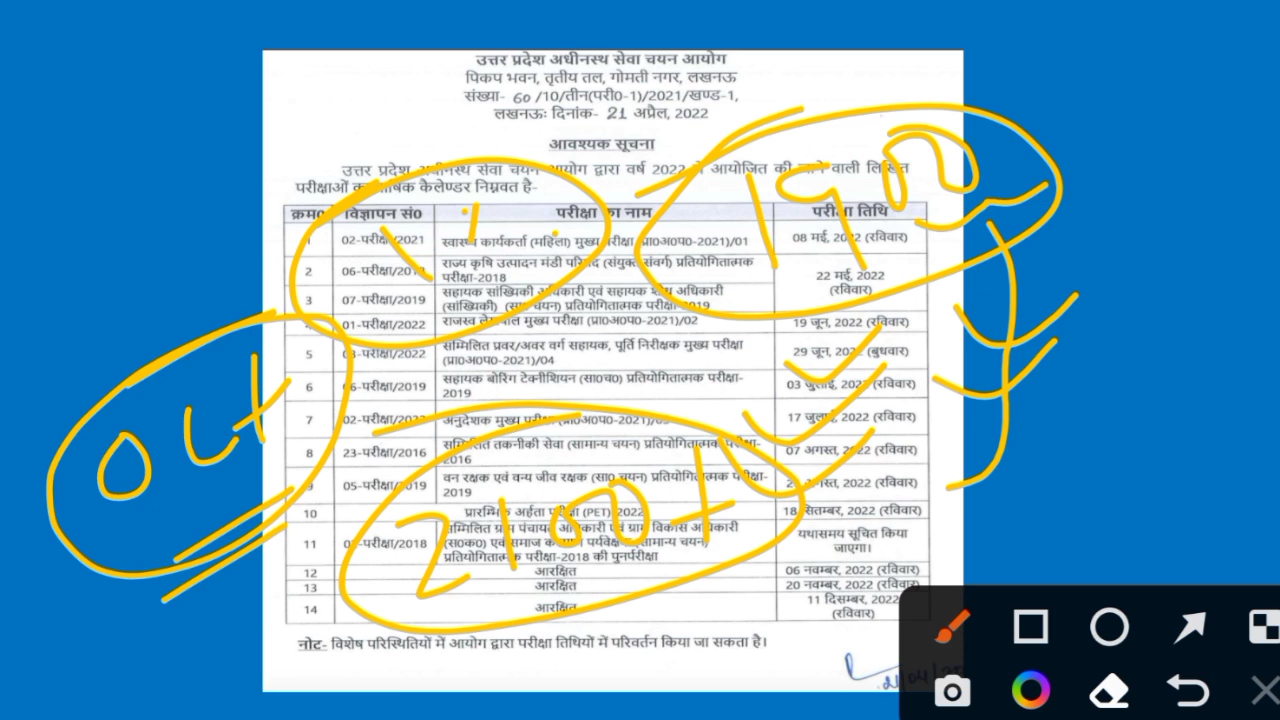 उत्तर प्रदेश अधीनस्थ सेवा चयन आयोग
पिकप भवन, तृतीय तल, गोमती नगर, लखनऊ
संख्या- 60 /10/तीन(परी0-1)/2021/खण्ड-1,
लखनऊः दिनांक- 21 अप्रैल, 2022
आवश्यक सूचना
उत्तर प्रदेश अधीनस्थ सेवा चयन आयोग द्वारा वर्ष 2022 में आयोजित की जाने वाली लिखित
परीक्षाओं का वार्षिक कैलेण्डर निम्नवत है-
क्रम0 विज्ञापन सं0 परीक्षा का नाम परीक्षा तिथि
1 02-परीक्षा/2021 स्वास्थ्य कार्यकर्ता (महिला) मुख्य परीक्षा (प्रा0अ0प0-2021)/01 08 मई, 2022 (रविवार)
2 06-परीक्षा/2018 राज्य कृषि उत्पादन मंडी परिषद (संयुक्त संवर्ग) प्रतियोगितात्मक
परीक्षा-2018 22 मई, 2022
(रविवार)
3 07-परीक्षा/2019 सहायक सांख्यिकी अधिकारी एवं सहायक शोध अधिकारी
(सांख्यिकी) (सा0 चयन) प्रतियोगितात्मक परीक्षा-2019
4 01-परीक्षा/2022 राजस्व लेखपाल मुख्य परीक्षा (प्रा0अ0प0-2021)/02 19 जून, 2022 (रविवार)
5 03-परीक्षा/2022 सम्मिलित प्रवर/अवर वर्ग सहायक, पूर्ति निरीक्षक मुख्य परीक्षा
(प्रा0अ0प0-2021)/04 29 जून, 2022 (बुधवार)
6 06-परीक्षा/2019 सहायक बोरिंग टेक्नीशियन (सा0च0) प्रतियोगितात्मक परीक्षा-
2019 03 जुलाई, 2022 (रविवार)
7 02-परीक्षा/2022 अनुदेशक मुख्य परीक्षा (प्रा0अ0प0-2021)/03 17 जुलाई, 2022 (रविवार)
8 23-परीक्षा/2016 सम्मिलित तकनीकी सेवा (सामान्य चयन) प्रतियोगितात्मक परीक्षा-
2016 07 अगस्त, 2022 (रविवार)
9 05-परीक्षा/2019 वन रक्षक एवं वन्य जीव रक्षक (सा0 चयन) प्रतियोगितात्मक परीक्षा-
2019 अगस्त, 2022 (रविवार)
10 प्रारम्भिक अर्हता परीक्षा (PET) 2022 18 सितम्बर, 2022 (रविवार)
11 -परीक्षा/2018 सम्मिलित ग्राम पंचायत अधिकारी एवं ग्राम विकास अधिकारी
(सा0क0) एवं समाज कल्याण पर्यवेक्षक (सामान्य चयन)
प्रतियोगितात्मक परीक्षा-2018 की पुनर्परीक्षा यथासमय सूचित किया
जाएगा।
12 आरक्षित 06 नवम्बर, 2022 (रविवार)
13 आरक्षित 20 नवम्बर, 2022 (रविवार)
14 आरक्षित 11 दिसम्बर, 2022
(रविवार)
नोट- विशेष परिस्थितियों में आयोग द्वारा परीक्षा तिथियों में परिवर्तन किया जा सकता है।
1900
oct
2100+